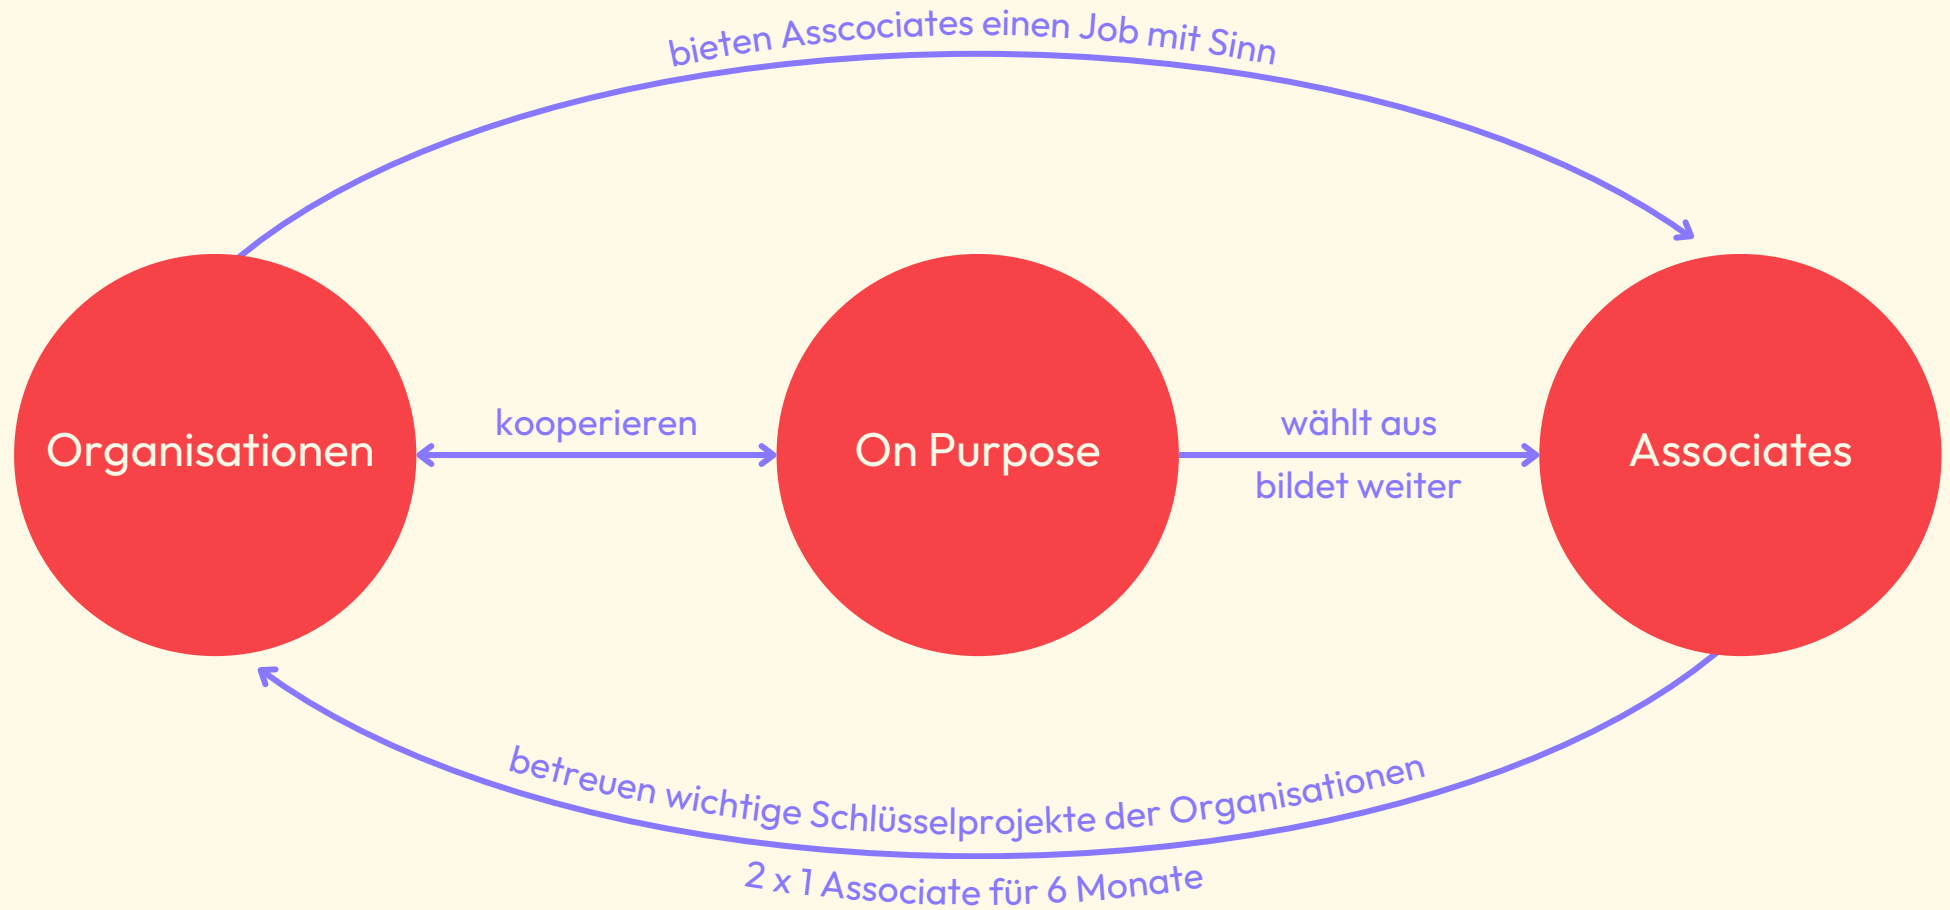 bieten Asscociates einen Job mit Sinn
Organisationen
kooperieren
On Purpose
wählt aus
bildet weiter
Associates
betreuen wichtige Schlüsselprojekte der Organisationen
2 x 1 Associate für 6 Monate